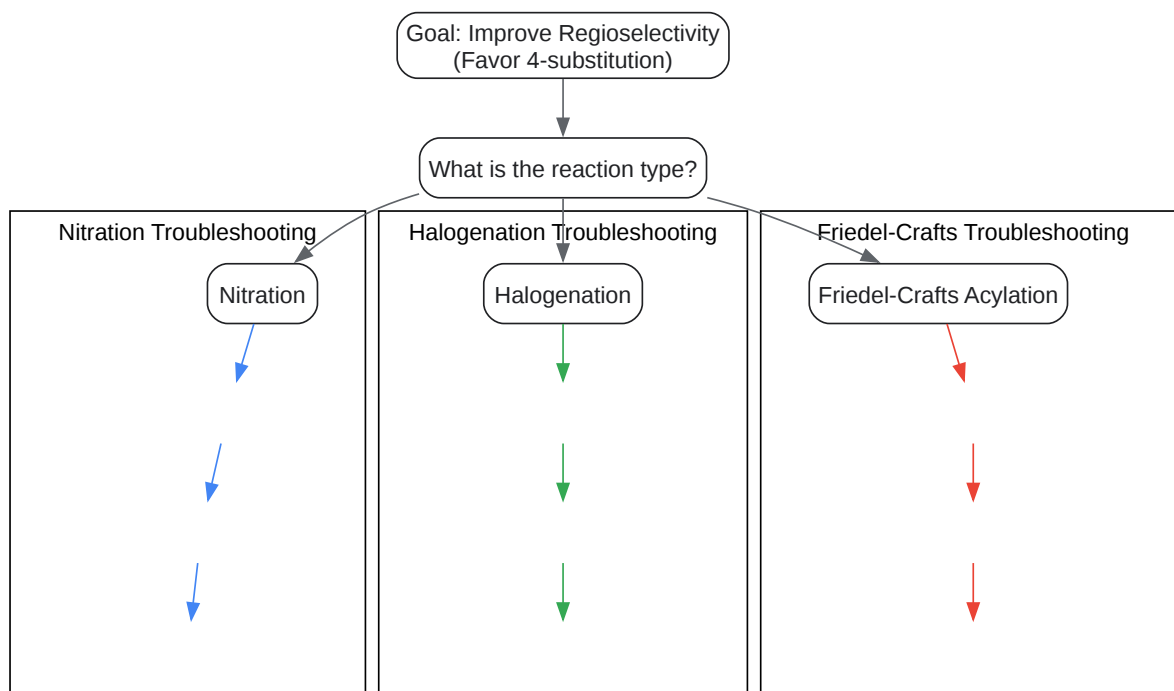 Goal: Improve Regioselectivity
(Favor 4-substitution)
What is the reaction type?
Nitration Troubleshooting
Halogenation Troubleshooting
Friedel-Crafts Troubleshooting
Nitration
Halogenation
Friedel-Crafts Acylation